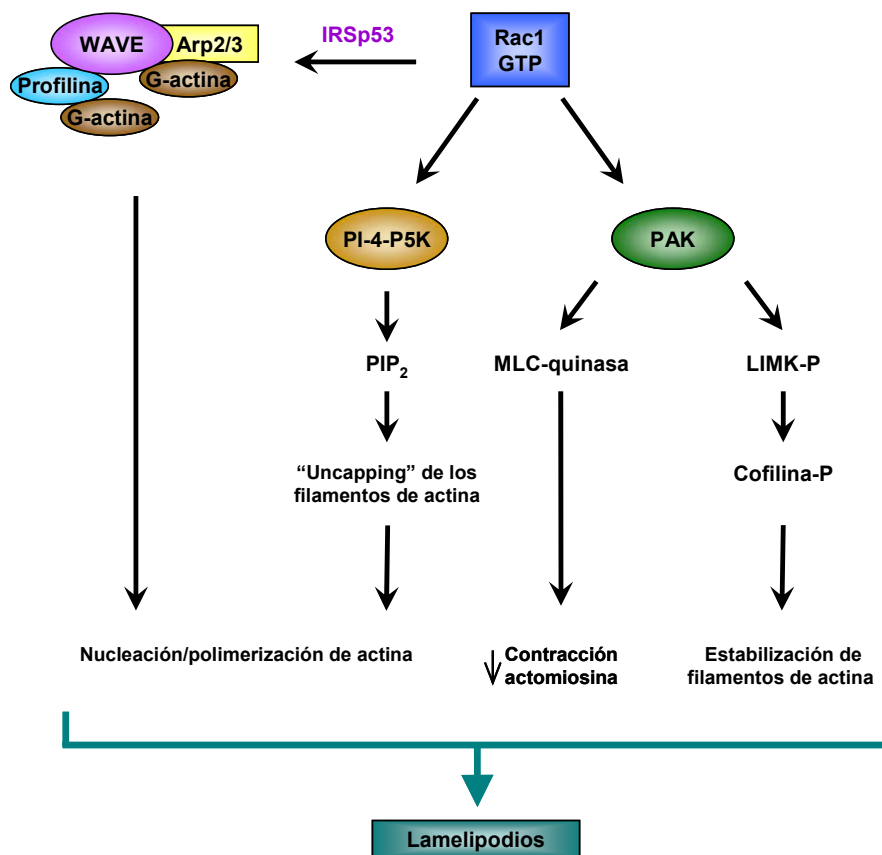 IRSp53
Rac1
GTP
WAVE
Arp2/3
Profilina
G-actina
G-actina
PI-4-P5K
PAK
PIP2
MLC-quinasa
LIMK-P
“Uncapping” de los
filamentos de actina
Cofilina-P
Nucleación/polimerización de actina
Contracción
actomiosina
Estabilización de
filamentos de actina
Lamelipodios